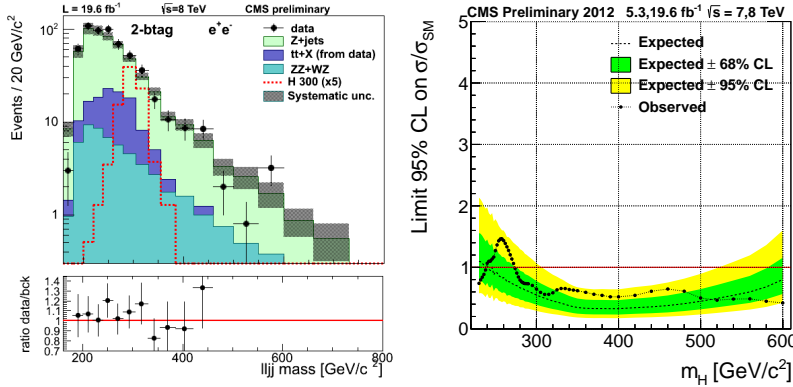 L = 19.6 fb⁻¹ √s=8 TeV CMS preliminary
2-btag e⁺e⁻
data
Z+jets
tt+X (from data)
ZZ+WZ
H 300 (x5)
Systematic unc.
Events / 20 GeV/c²
10²
10
1
ratio data/bck
1.4
1.3
1.2
1.1
1
0.9
0.8
0.7
200 400 600 800
lljj mass [GeV/c²]
CMS Preliminary 2012 5.3,19.6 fb⁻¹ √s = 7,8 TeV
Expected
Expected ± 68% CL
Expected ± 95% CL
Observed
Limit 95% CL on σ/σSM
6
5
4
3
2
1
0
300 400 500 600
m_H [GeV/c²]